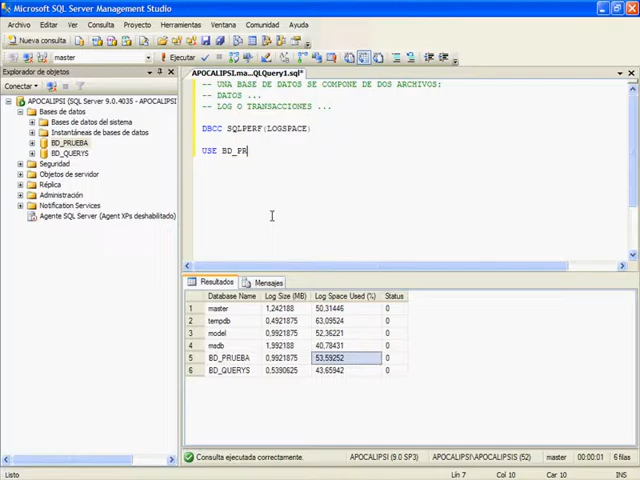 Microsoft SQL Server Management Studio
Archivo Editar Ver Consulta Proyecto Herramientas Ventana Comunidad Ayuda
Nueva consulta
master Ejecutar
Explorador de objetos
APOCALIPSI.ma...QLQuery1.sql*
Conectar
APOCALIPSI (SQL Server 9.0.4035 - APOCALIPSI
Bases de datos
Bases de datos del sistema
Instantáneas de bases de datos
BD_PRUEBA
BD_QUERYS
Seguridad
Objetos de servidor
Réplica
Administración
Notification Services
Agente SQL Server (Agent XPs deshabilitado)
-- UNA BASE DE DATOS SE COMPONE DE DOS ARCHIVOS:
-- DATOS ...
-- LOG O TRANSACCIONES ...
DBCC SQLPERF(LOGSPACE)
USE BD_PR
Resultados Mensajes
Database Name Log Size (MB) Log Space Used (%) Status
1 master 1,242188 50,31446 0
2 tempdb 0,4921875 63,09524 0
3 model 0,9921875 52,36221 0
4 msdb 1,992188 40,78431 0
5 BD_PRUEBA 0,9921875 53,59252 0
6 BD_QUERYS 0,5390625 43,65942 0
Consulta ejecutada correctamente. APOCALIPSI (9.0 SP3) APOCALIPSI\APOCALIPSIS (52) master 00:00:01 6 filas
Listo Lín 7 Col 10 Car 10 INS